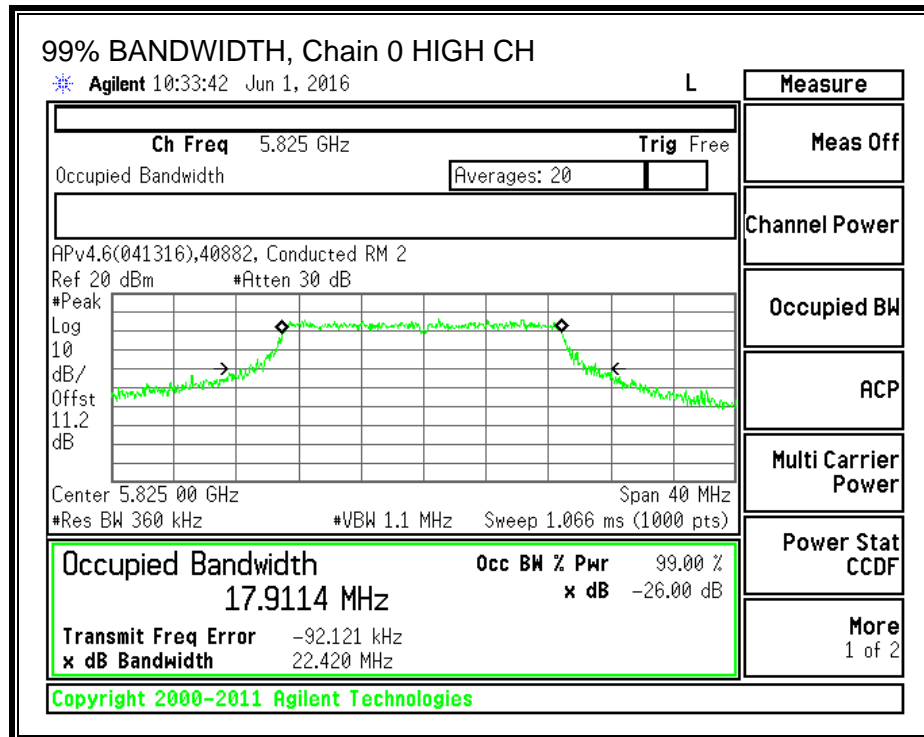 99% BANDWIDTH, Chain 0 HIGH CH
Agilent 10:33:42 Jun 1, 2016 L
Measure
Ch Freq 5.825 GHz Trig Free
Meas Off
Occupied Bandwidth Averages: 20
Channel Power
APv4.6(041316),40882, Conducted RM 2
Ref 20 dBm #Atten 30 dB
#Peak
Log
10
dB/
Offst
11.2
dB
Occupied BW
ACP
Multi Carrier
Power
Center 5.825 00 GHz Span 40 MHz
#Res BW 360 kHz #VBW 1.1 MHz Sweep 1.066 ms (1000 pts)
Power Stat
CCDF
Occupied Bandwidth Occ BW % Pwr 99.00 %
17.9114 MHz x dB -26.00 dB
Transmit Freq Error -92.121 kHz
x dB Bandwidth 22.420 MHz
More
1 of 2
Copyright 2000-2011 Agilent Technologies